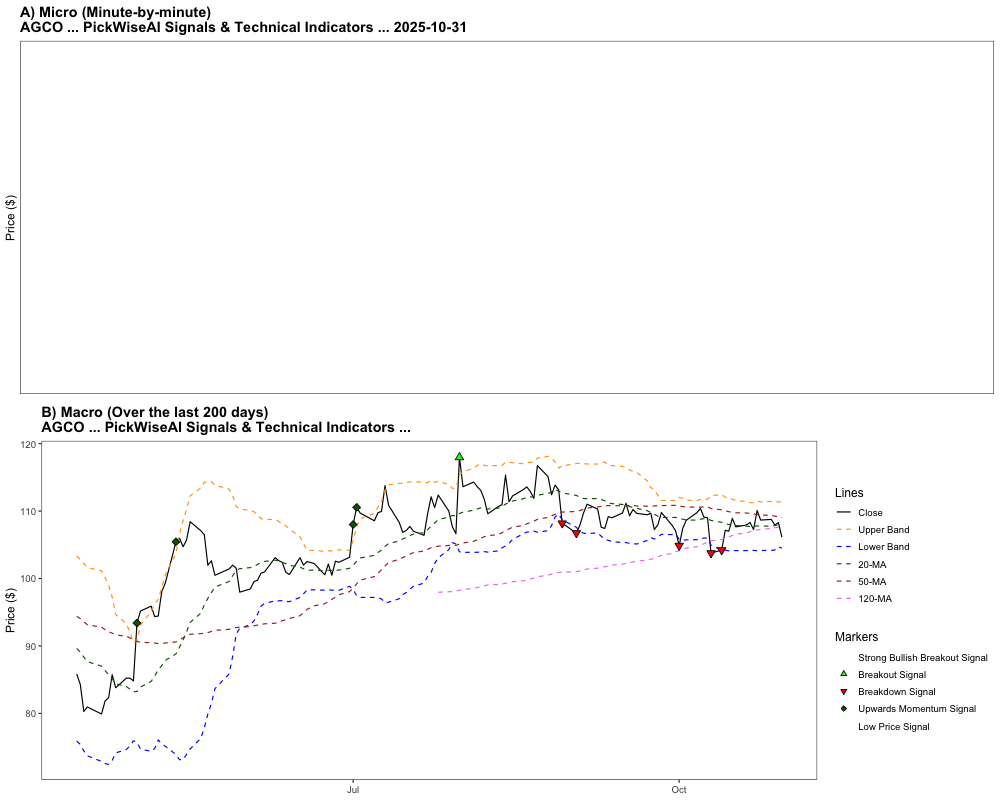 A) Micro (Minute-by-minute)
AGCO ... PickWiseAI Signals & Technical Indicators ... 2025-10-31
Price ($)
B) Macro (Over the last 200 days)
AGCO ... PickWiseAI Signals & Technical Indicators ...
Price ($)
120
110
100
90
80
Jul
Oct
Lines
Close
Upper Band
Lower Band
20-MA
50-MA
120-MA
Markers
Strong Bullish Breakout Signal
Breakout Signal
Breakdown Signal
Upwards Momentum Signal
Low Price Signal